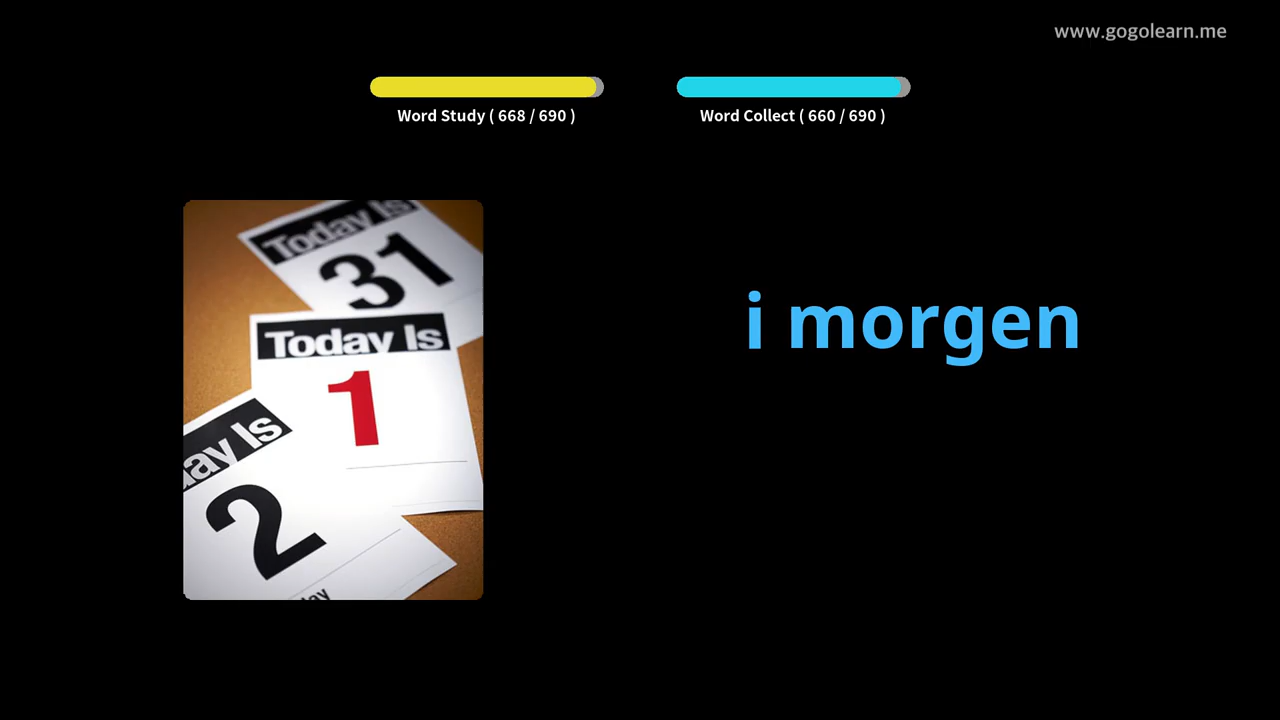 www.gogolearn.me
Word Study ( 668 / 690 )
Word Collect ( 660 / 690 )
Today Is
31
Today Is
1
ay Is
2
i morgen